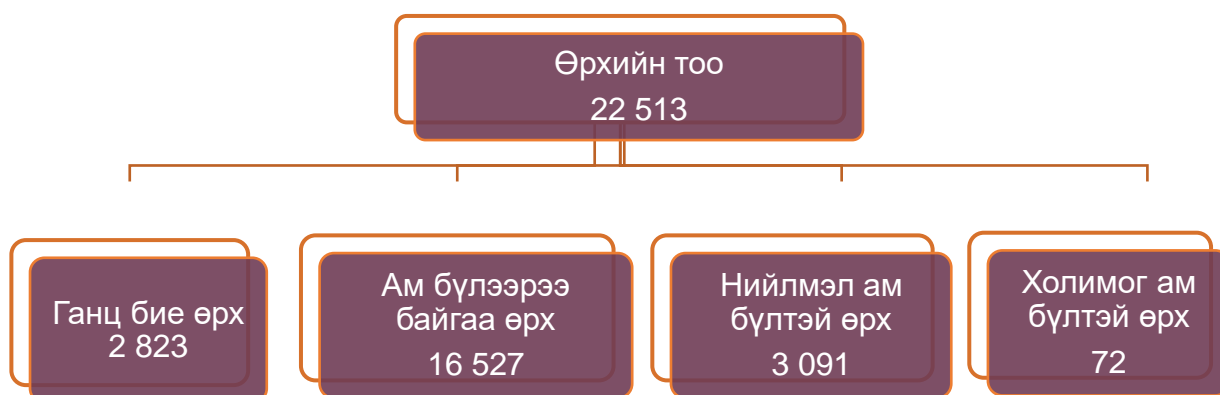 Өрхийн тоо
22 513
Ганц бие өрх
2 823
Ам бүлээрээ
байгаа өрх
16 527
Нийлмэл ам
бүлтэй өрх
3 091
Холимог ам
бүлтэй өрх
72